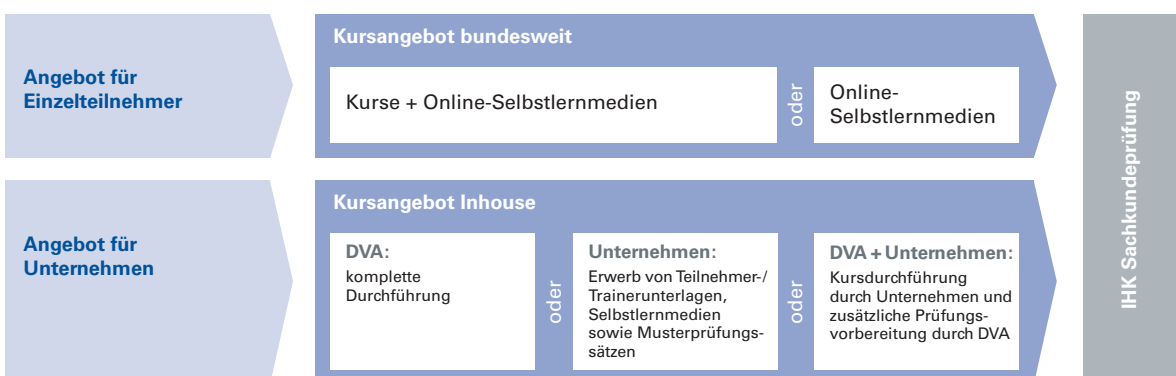 Angebot für
Einzelteilnehmer
Kursangebot bundesweit
Kurse + Online-Selbstlernmedien
oder
Online-
Selbstlernmedien
Angebot für
Unternehmen
Kursangebot Inhouse
DVA:
komplette
Durchführung
oder
Unternehmen:
Erwerb von Teilnehmer-/
Trainerunterlagen,
Selbstlernmedien
sowie Musterprüfungs-
sätzen
oder
DVA + Unternehmen:
Kursdurchführung
durch Unternehmen und
zusätzliche Prüfungs-
vorbereitung durch DVA
IHK Sachkundeprüfung